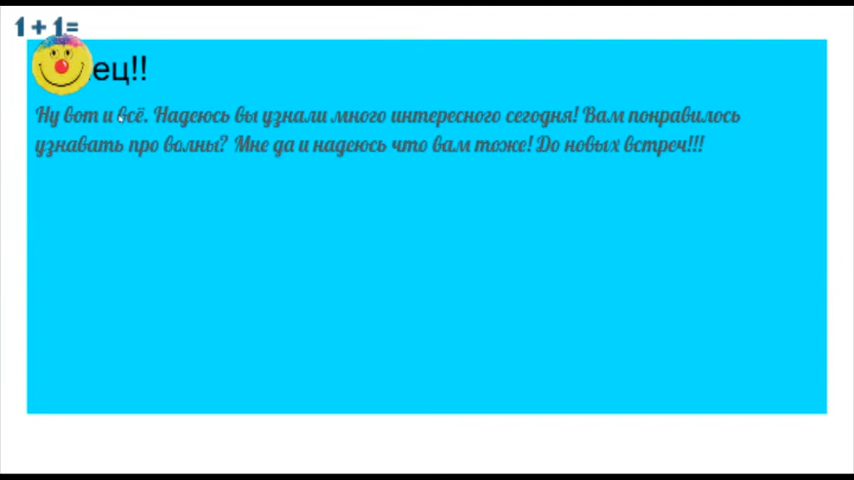 1 + 1=
ец!!
Ну вот и всё. Надеюсь вы узнали много интересного сегодня! Вам понравилось
узнавать про волны? Мне да и надеюсь что вам тоже! До новых встреч!!!